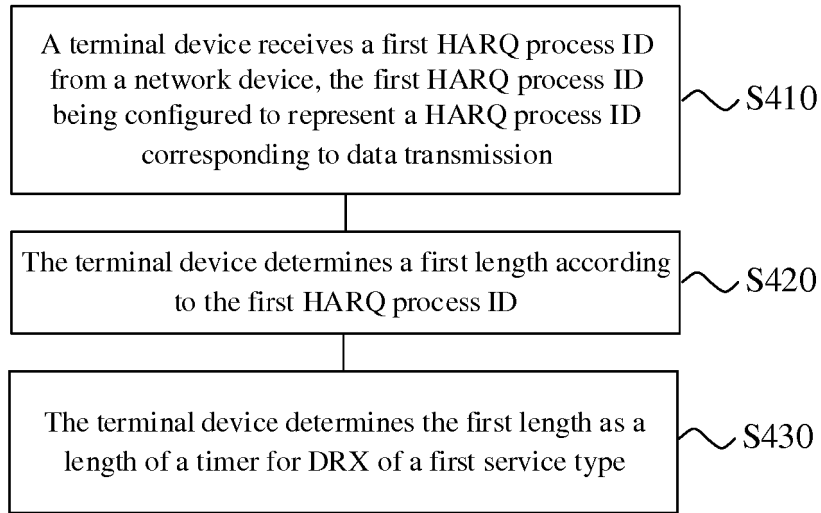 A terminal device receives a first HARQ process ID
from a network device, the first HARQ process ID
being configured to represent a HARQ process ID
corresponding to data transmission
S410
The terminal device determines a first length according
to the first HARQ process ID
S420
The terminal device determines the first length as a
length of a timer for DRX of a first service type
S430